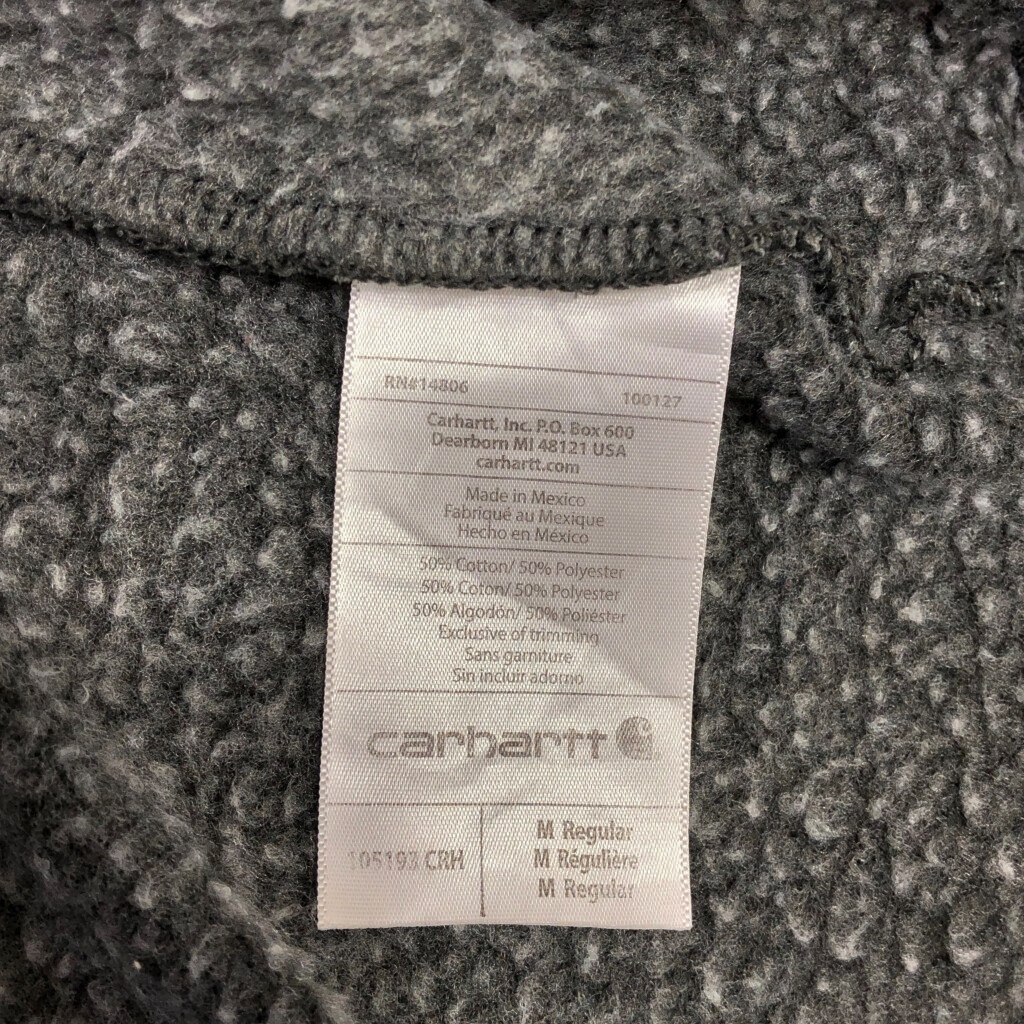 RN#14806 100127
Carhartt, Inc. P.O. Box 600
Dearborn MI 48121 USA
carhartt.com
Made in Mexico
Fabriqué au Mexique
Hecho en México
50% Cotton/ 50% Polyester
50% Coton/ 50% Polyester
50% Algodón/ 50% Poliéster
Exclusive of trimming
Sans garniture
Sin incluir adorno
carhartt
M Regular
105193 CRH M Régulière
M Regular